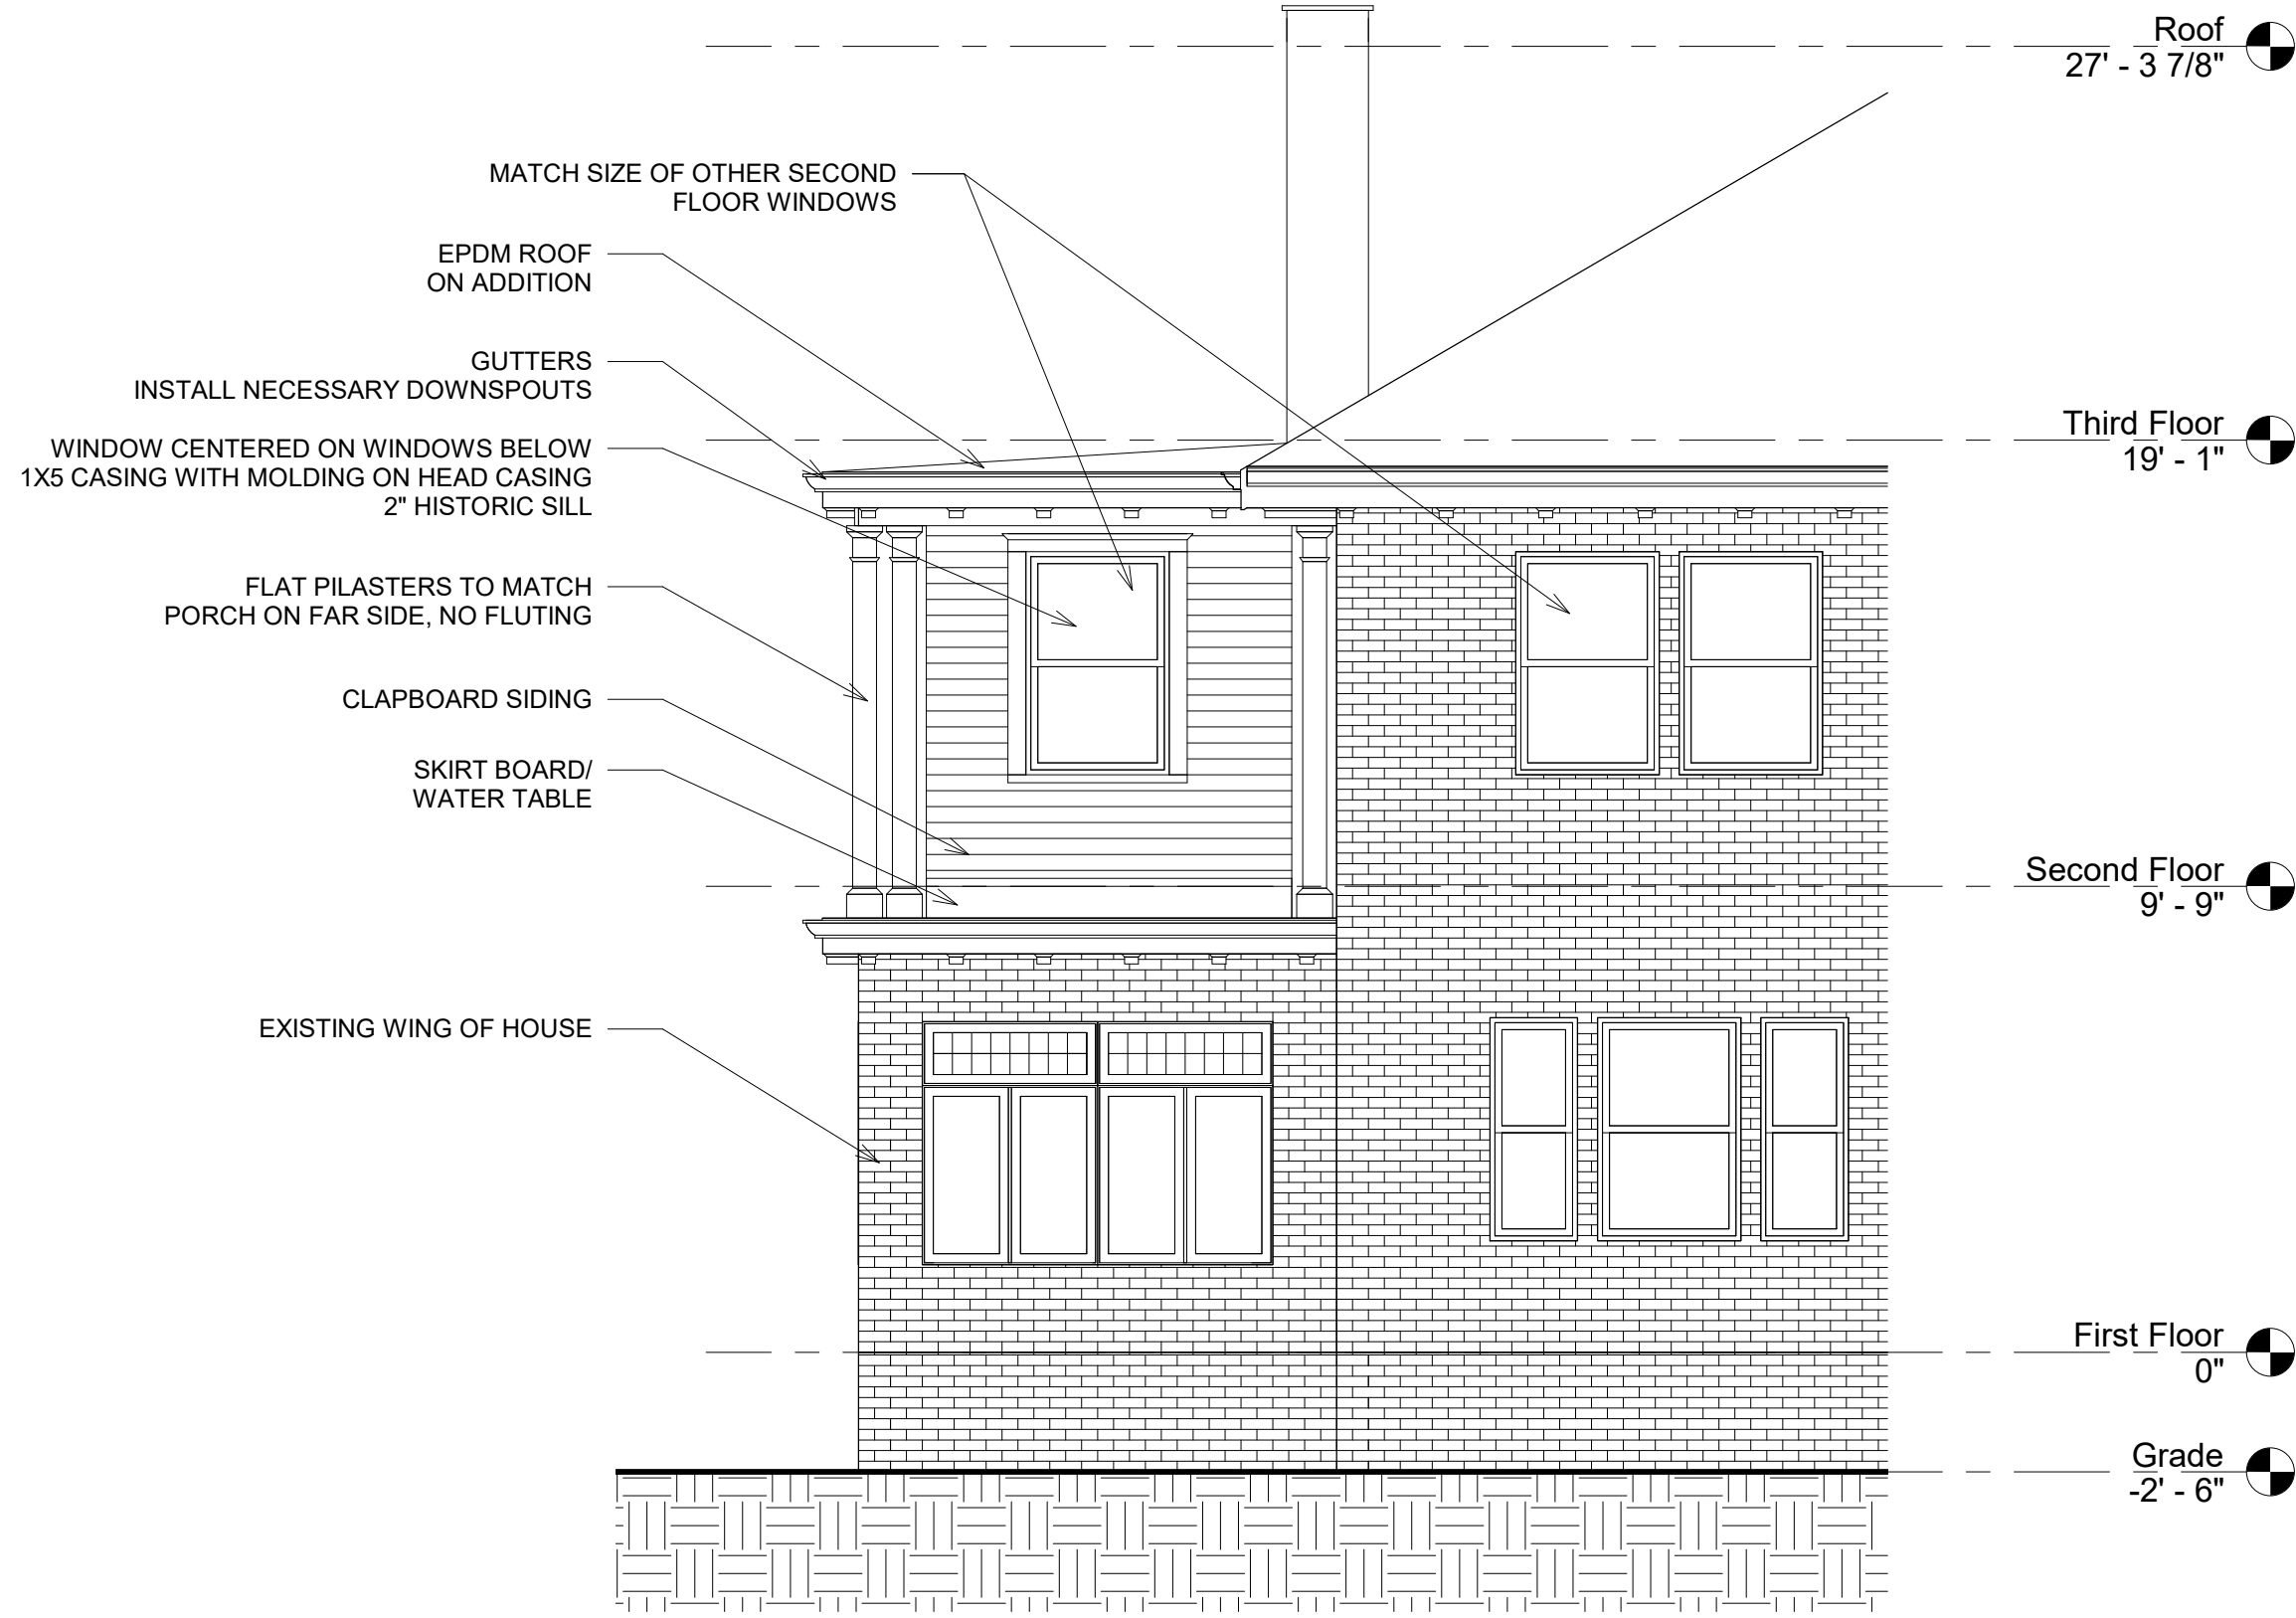 Roof
27' - 3 7/8"
MATCH SIZE OF OTHER SECOND
FLOOR WINDOWS
EPDM ROOF
ON ADDITION
GUTTERS
INSTALL NECESSARY DOWNSPOUTS
WINDOW CENTERED ON WINDOWS BELOW
1X5 CASING WITH MOLDING ON HEAD CASING
2" HISTORIC SILL
Third Floor
19' - 1"
FLAT PILASTERS TO MATCH
PORCH ON FAR SIDE, NO FLUTING
CLAPBOARD SIDING
SKIRT BOARD/
WATER TABLE
Second Floor
9' - 9"
EXISTING WING OF HOUSE
First Floor
0"
Grade
-2' - 6"